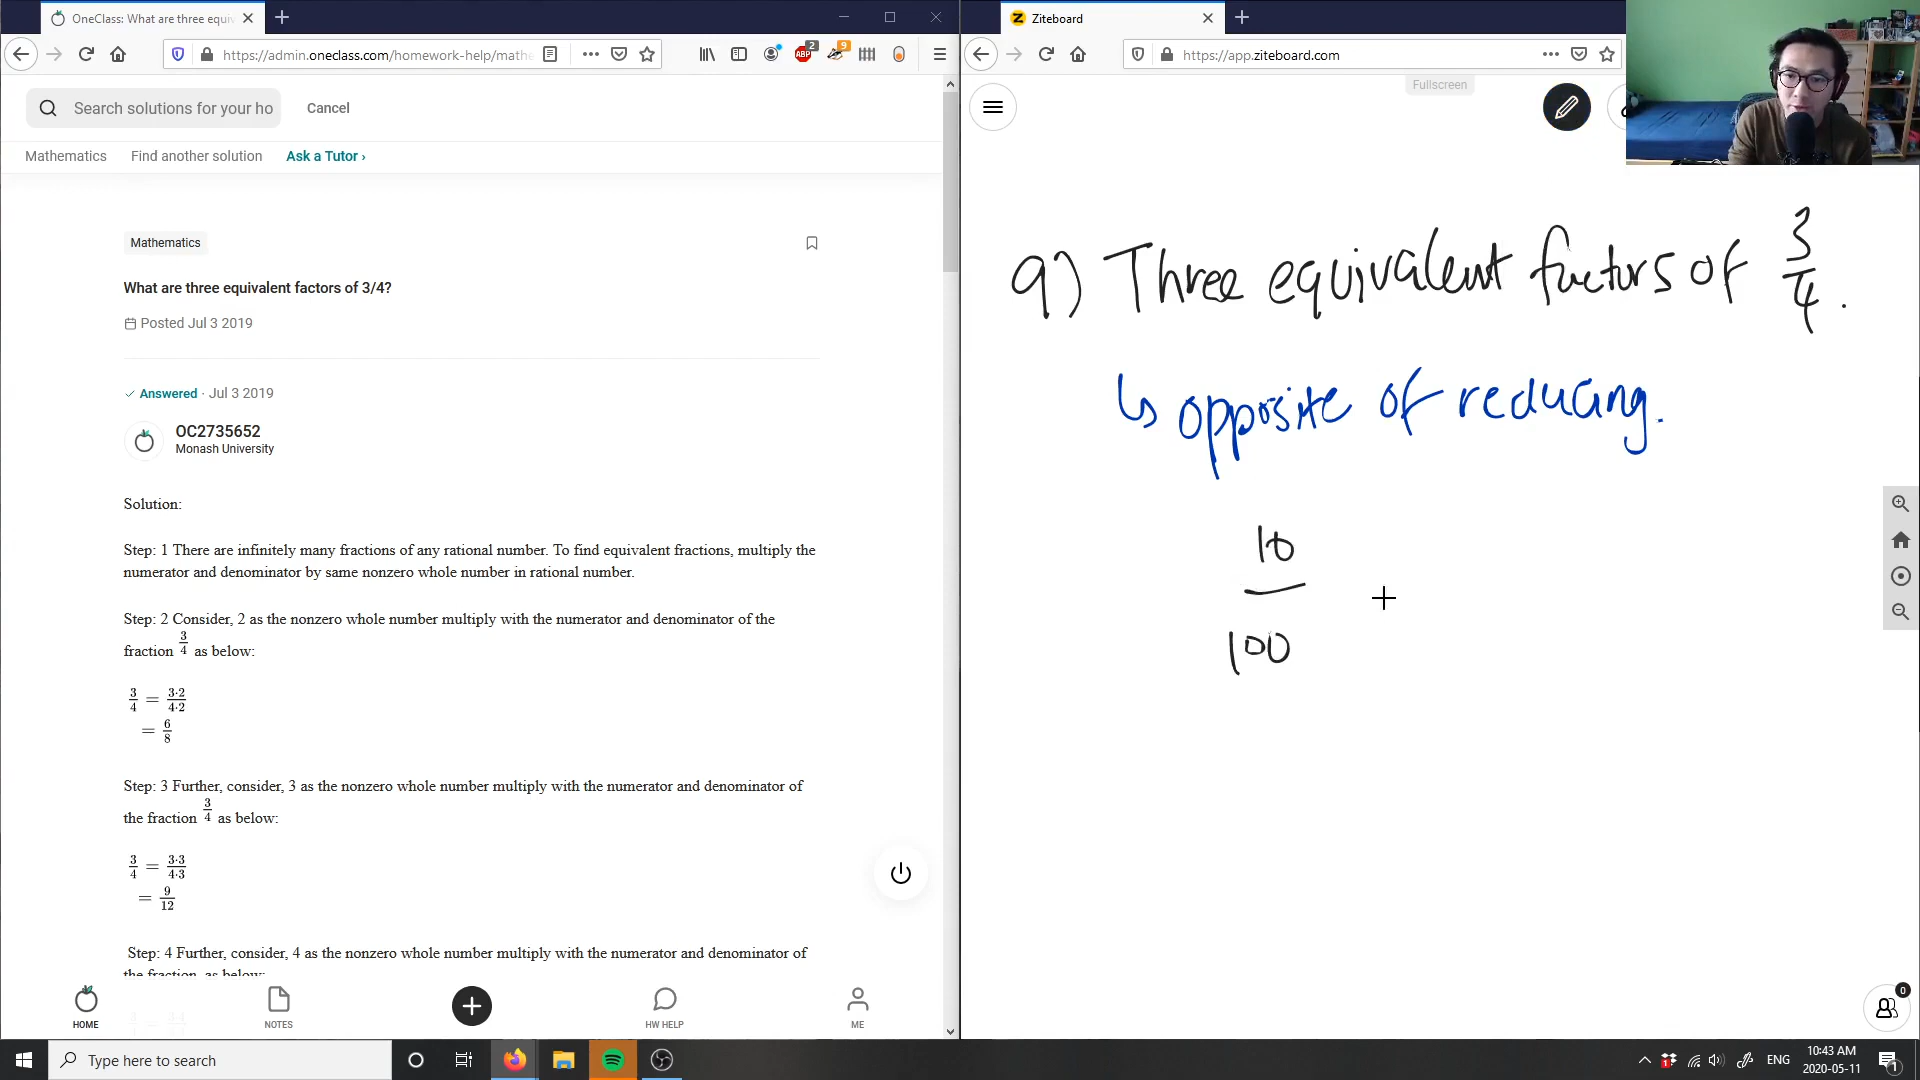 OneClass: What are three equiv
Ziteboard
https://admin.oneclass.com/homework-help/mathe
2
9
https://app.ziteboard.com
Fullscreen
Search solutions for your ho
Cancel
Mathematics
Find another solution
Ask a Tutor ›
Mathematics
What are three equivalent factors of 3/4?
Posted Jul 3 2019
Answered · Jul 3 2019
OC2735652
Monash University
Solution:
Step: 1 There are infinitely many fractions of any rational number. To find equivalent fractions, multiply the
numerator and denominator by same nonzero whole number in rational number.
Step: 2 Consider, 2 as the nonzero whole number multiply with the numerator and denominator of the
fraction 3/4 as below:
3/4 = 3·2/4·2
= 6/8
Step: 3 Further, consider, 3 as the nonzero whole number multiply with the numerator and denominator of
the fraction 3/4 as below:
3/4 = 3·3/4·3
= 9/12
Step: 4 Further, consider, 4 as the nonzero whole number multiply with the numerator and denominator of
the fraction as below:
HOME
NOTES
HW HELP
ME
q) Three equivalent factors of 3/4.
↳ opposite of reducing.
10
100
0
Type here to search
ENG
10:43 AM
2020-05-11
1